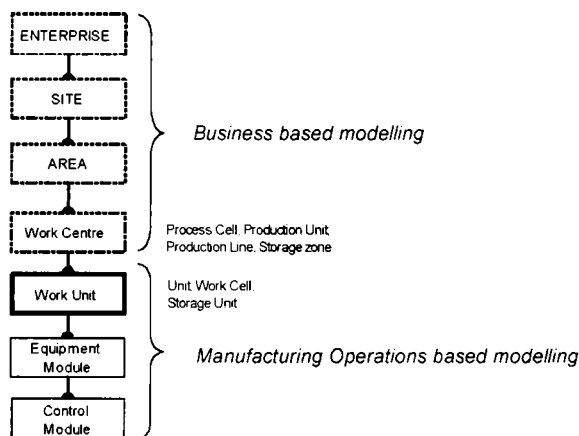 ENTERPRISE
SITE
Business based modelling
AREA
Work Centre
Process Cell, Production Unit,
Production Line, Storage zone
Work Unit
Unit Work Cell,
Storage Unit
Equipment
Module
Manufacturing Operations based modelling
Control
Module